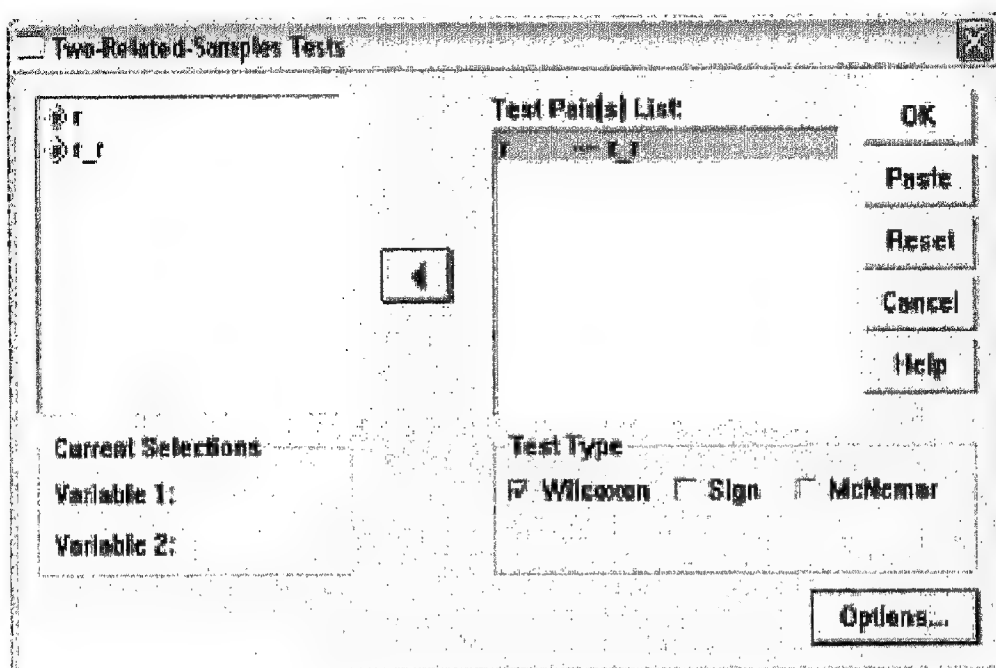 Two-Related-Samples Tests
r
r_r
Test Pair(s) List:
r -- r_r
OK
Paste
Reset
Cancel
Help
Current Selections
Variable 1:
Variable 2:
Test Type
Wilcoxon Sign McNemar
Options...